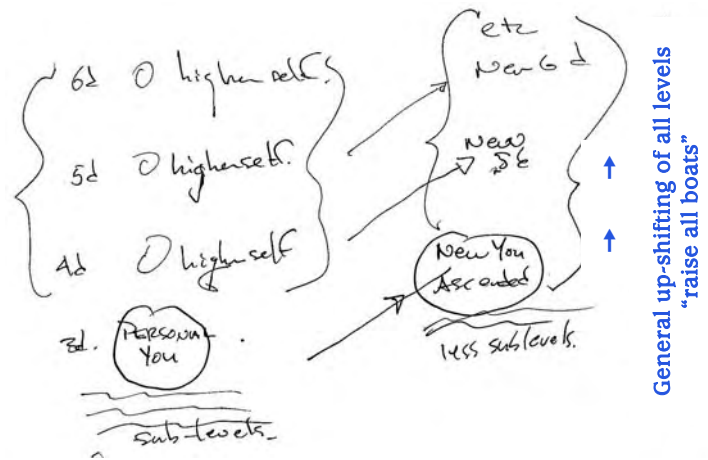 6d O higher self.
5d O higher self.
4d O higher self
3d. PERSONAL
You
sub-levels
etc
New 6d
New
5d
New You
Ascended
less sublevels.
General up-shifting of all levels
"raise all boats"